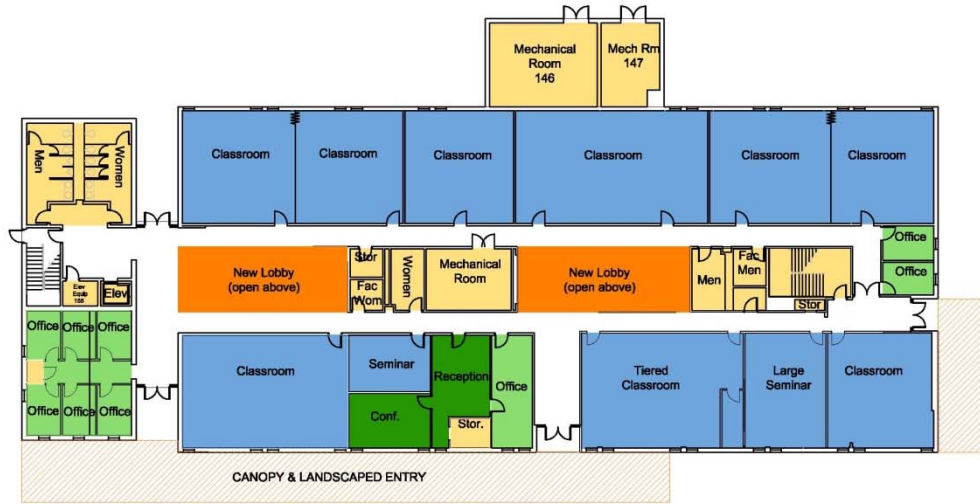 Mechanical
Room
146
Mech Rm
147
Men
Women
Classroom
Classroom
Classroom
Classroom
Classroom
Classroom
Office
Office
Elev
Equip
166
Elev
New Lobby
(open above)
Stor
Fac
Wom
Women
Mechanical
Room
New Lobby
(open above)
Men
Fac
Men
Stor
Office
Office
Office
Office
Office
Office
Classroom
Seminar
Conf.
Reception
Stor.
Office
Tiered
Classroom
Large
Seminar
Classroom
CANOPY & LANDSCAPED ENTRY